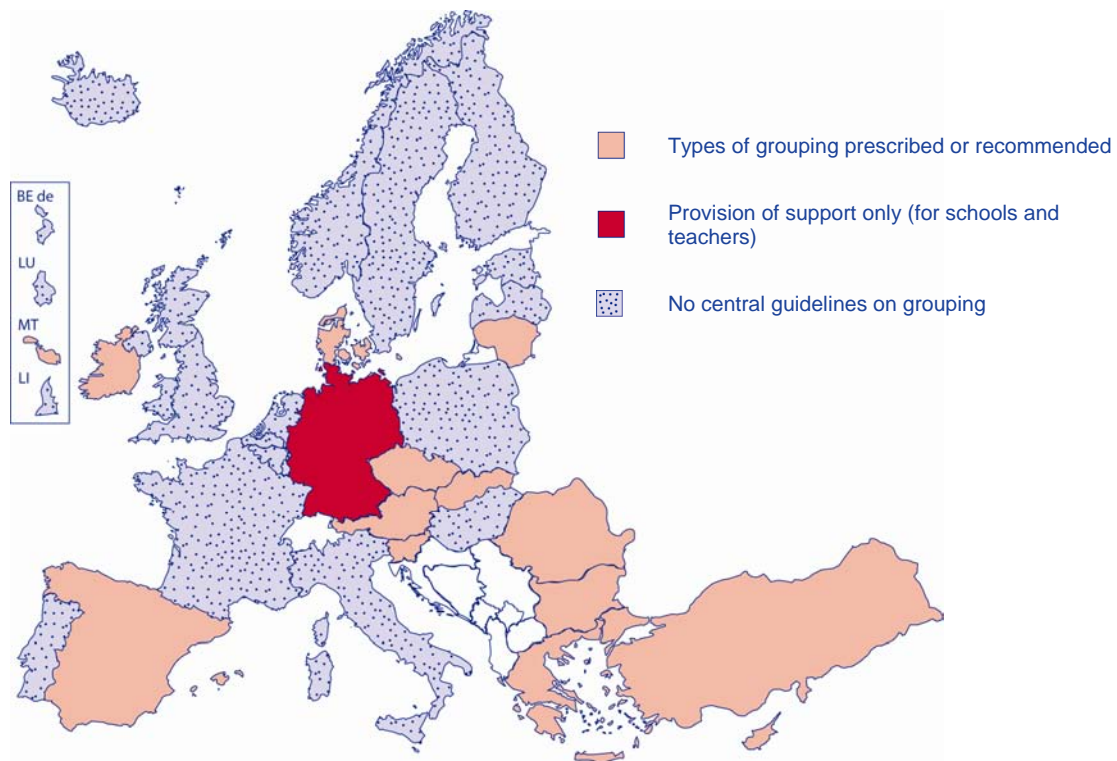 Types of grouping prescribed or recommended
Provision of support only (for schools and
teachers)
No central guidelines on grouping
BE de
LU
MT
LI